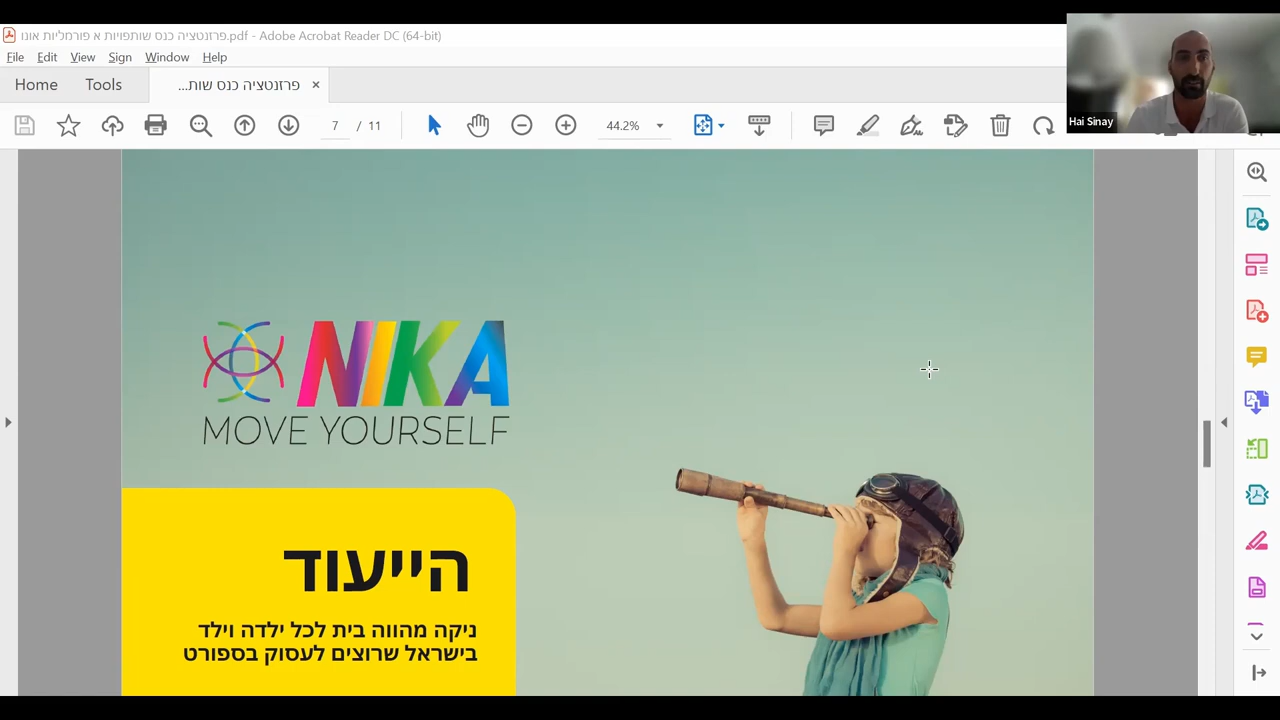 פרזנטציה כנס שותפויות א פורמליות אונו.pdf - Adobe Acrobat Reader DC (64-bit)
File Edit View Sign Window Help
Home Tools פרזנטציה כנס שות... ×
7 / 11 44.2%
Hai Sinay
NIKA
MOVE YOURSELF
הייעוד
ניקה מהווה בית לכל ילדה וילד
בישראל שרוצים לעסוק בספורט